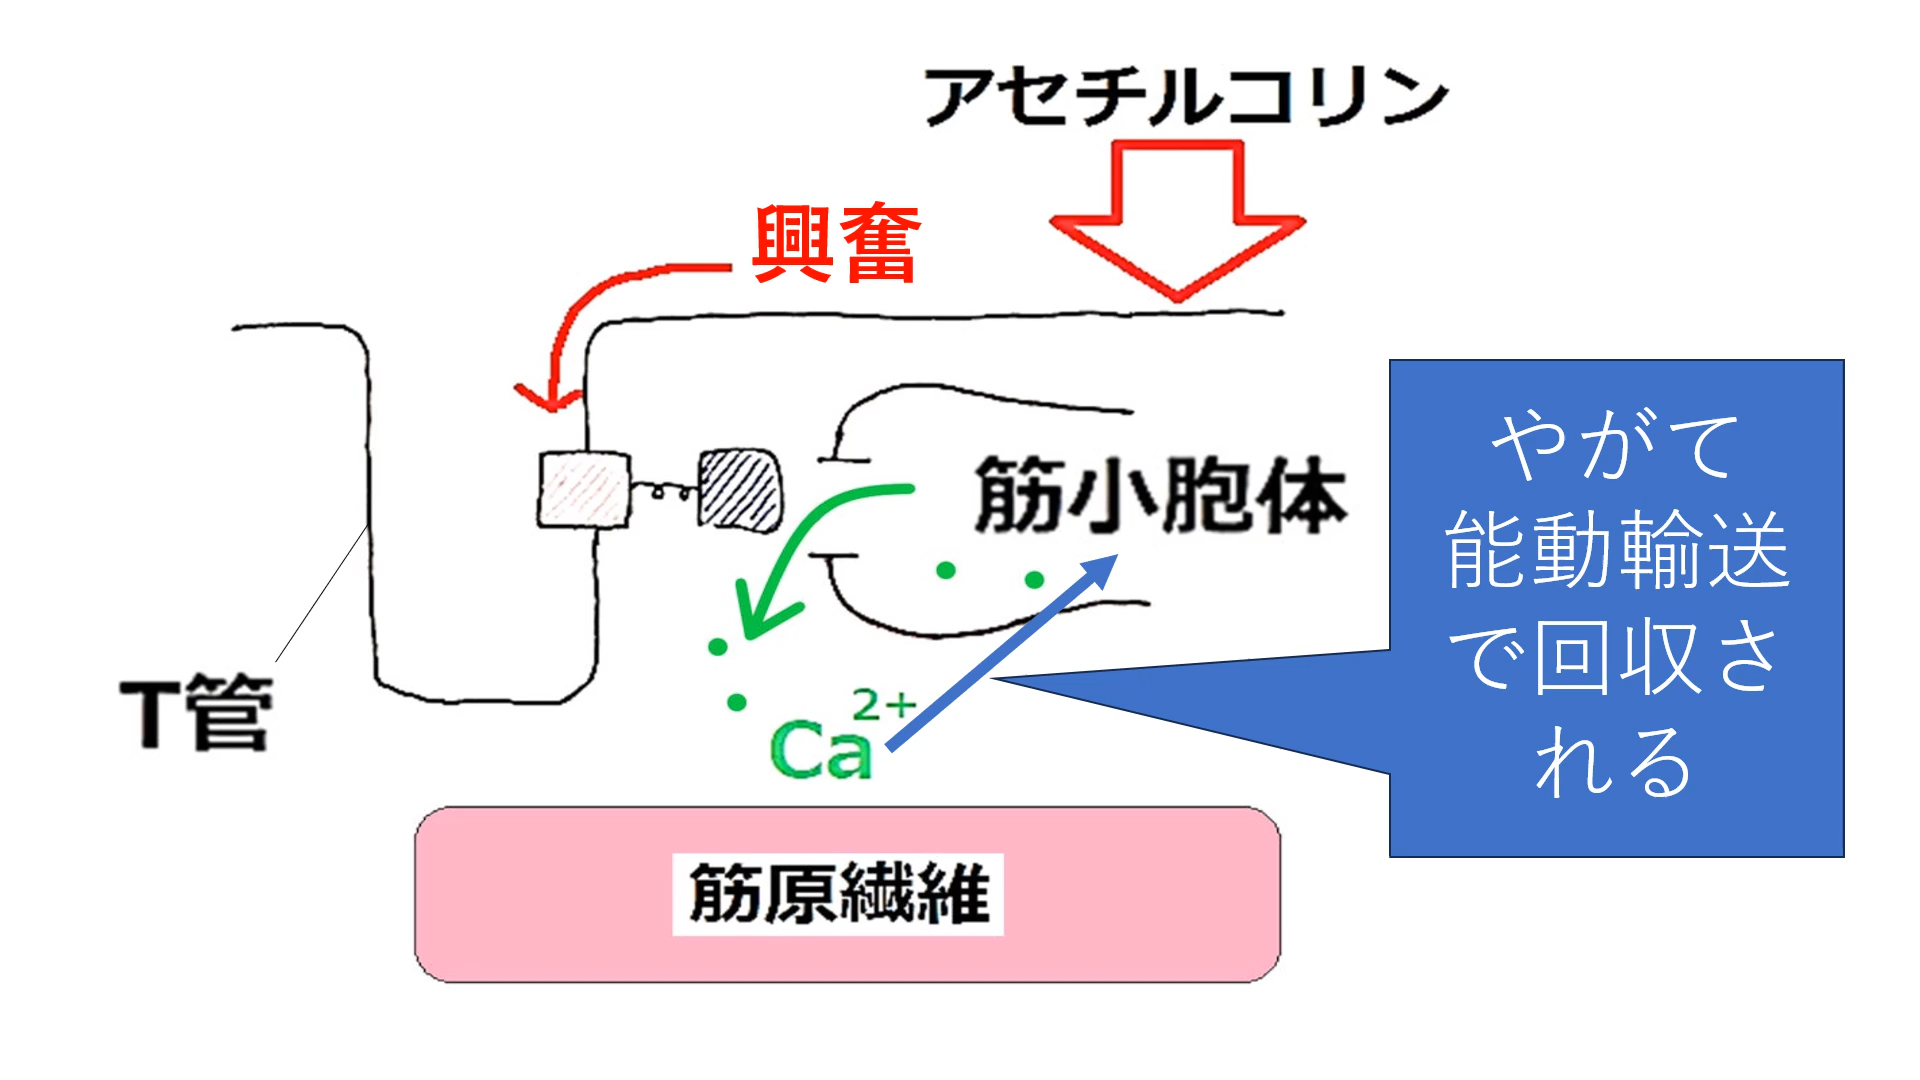 アセチルコリン
興奮
筋小胞体
T管
Ca²⁺
筋原繊維
やがて
能動輸送
で回収さ
れる